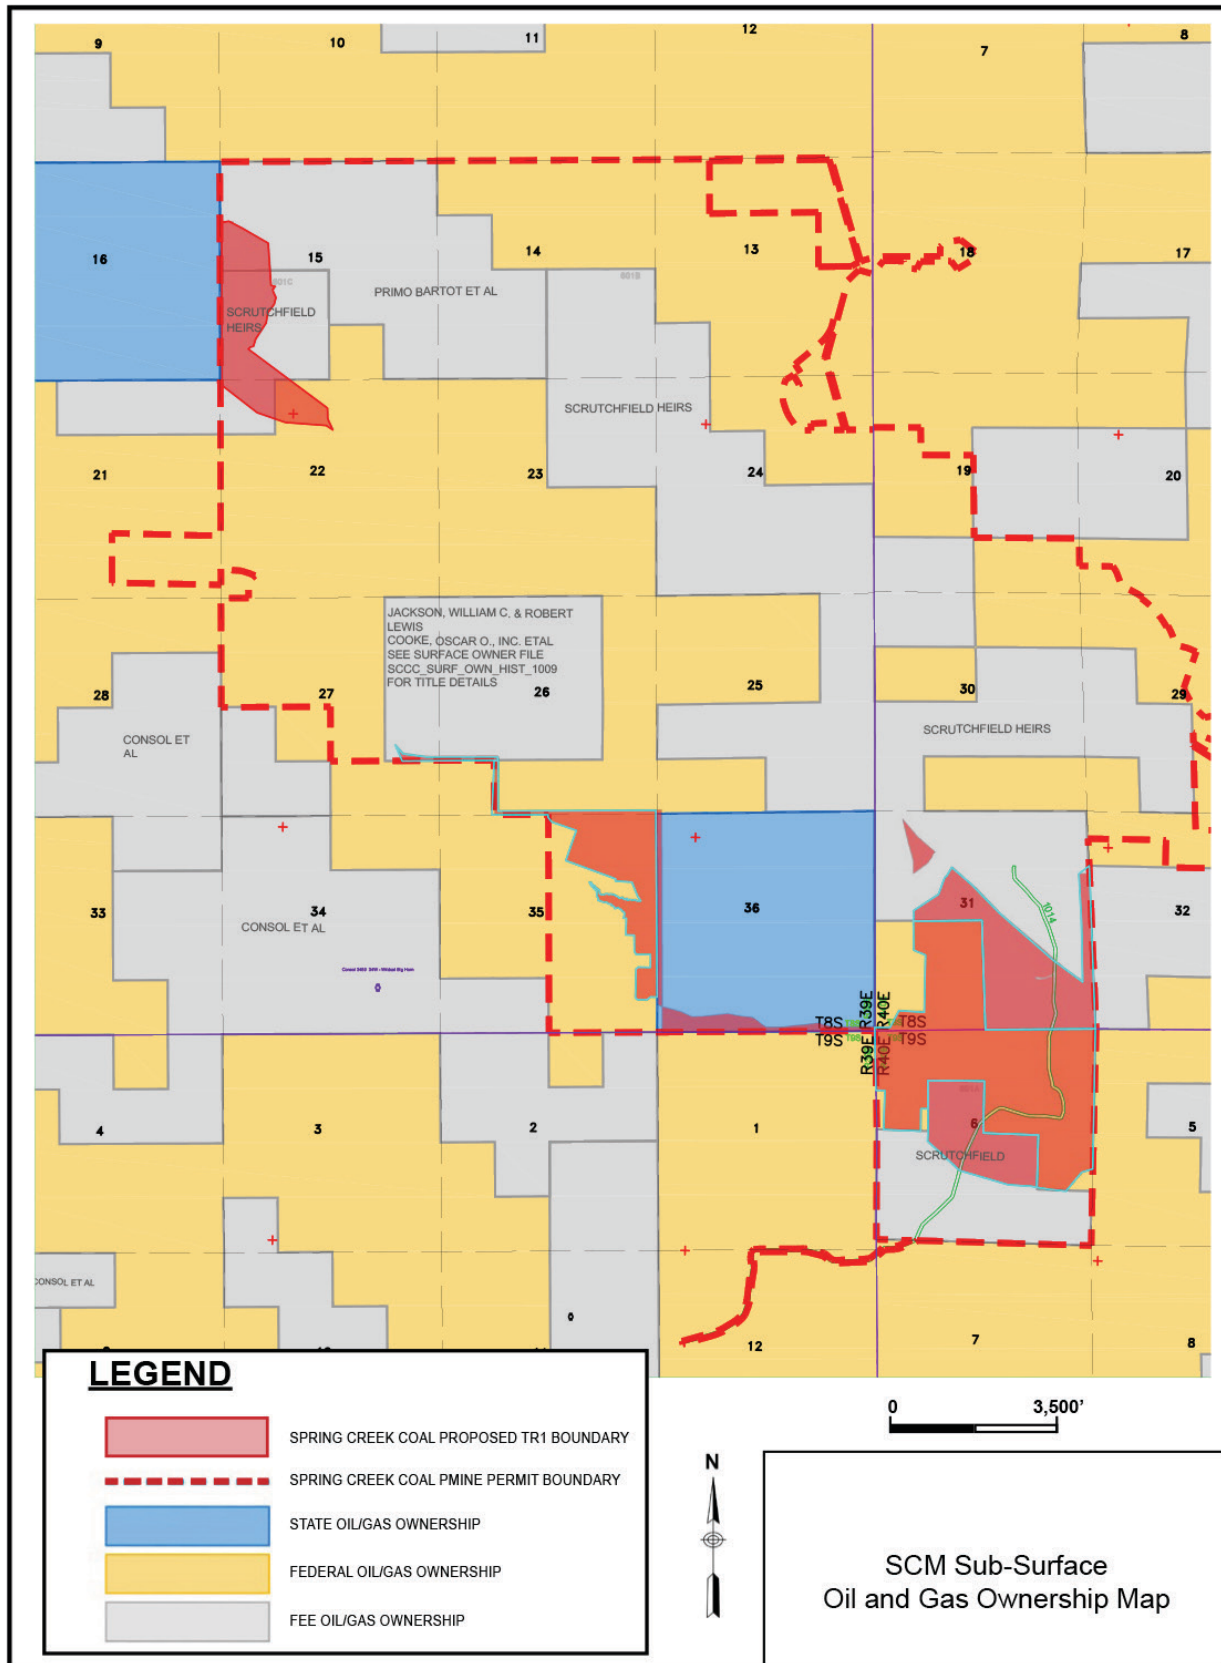 9
10
11
12
7
8
16
15
14
13
18
17
601C
601B
PRIMO BARTOT ET AL
SCRUTCHFIELD
HEIRS
SCRUTCHFIELD HEIRS
21
22
23
24
19
20
JACKSON, WILLIAM C. & ROBERT
LEWIS
COOKE, OSCAR O., INC. ETAL
SEE SURFACE OWNER FILE
SCCC_SURF_OWN_HIST_1009
FOR TITLE DETAILS
28
27
26
25
30
29
CONSOL ET
AL
SCRUTCHFIELD HEIRS
33
34
35
36
31
32
1014
CONSOL ET AL
T8S
R39E
R40E
T8S
T9S
R39E
R40E
T9S
4
3
2
1
6
5
SCRUTCHFIELD
CONSOL ET AL
12
7
8
LEGEND
SPRING CREEK COAL PROPOSED TR1 BOUNDARY
SPRING CREEK COAL PMINE PERMIT BOUNDARY
STATE OIL/GAS OWNERSHIP
FEDERAL OIL/GAS OWNERSHIP
FEE OIL/GAS OWNERSHIP
0 3,500'
N
SCM Sub-Surface
Oil and Gas Ownership Map